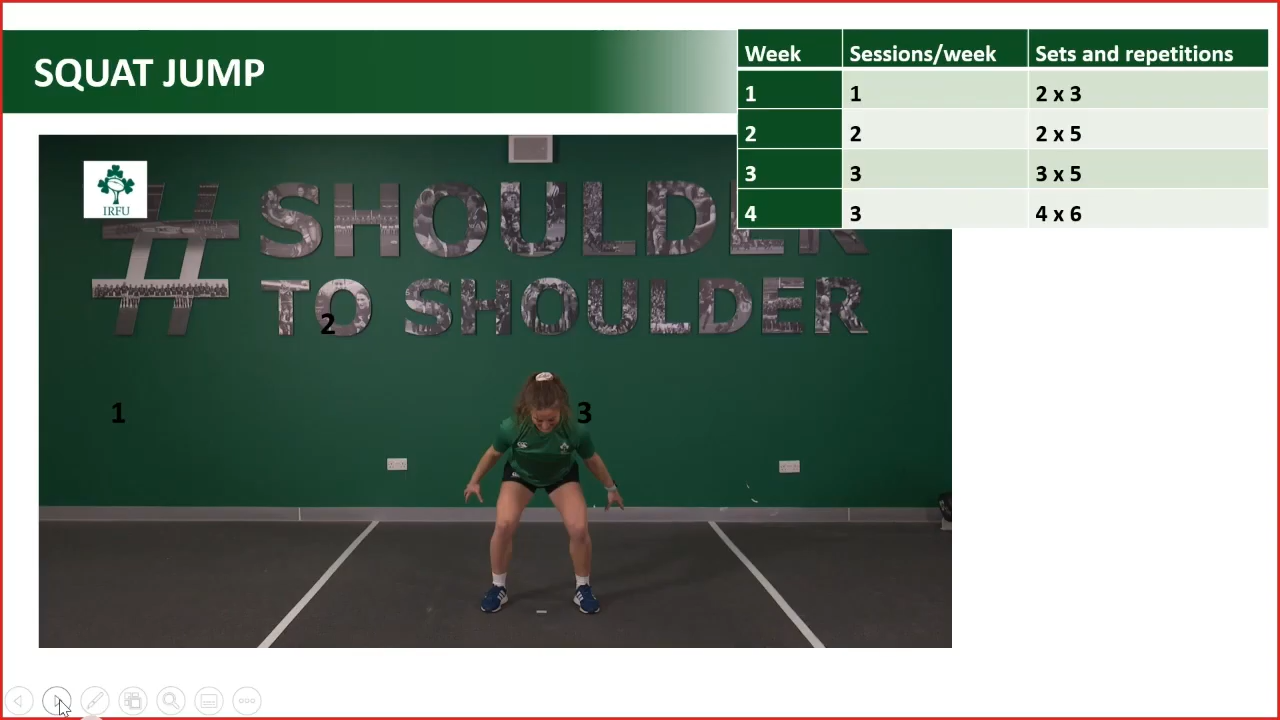 SQUAT JUMP
Week Sessions/week Sets and repetitions
1 1 2 x 3
2 2 2 x 5
3 3 3 x 5
4 3 4 x 6
IRFU
#SHOULDER
TO SHOULDER
2
1
3